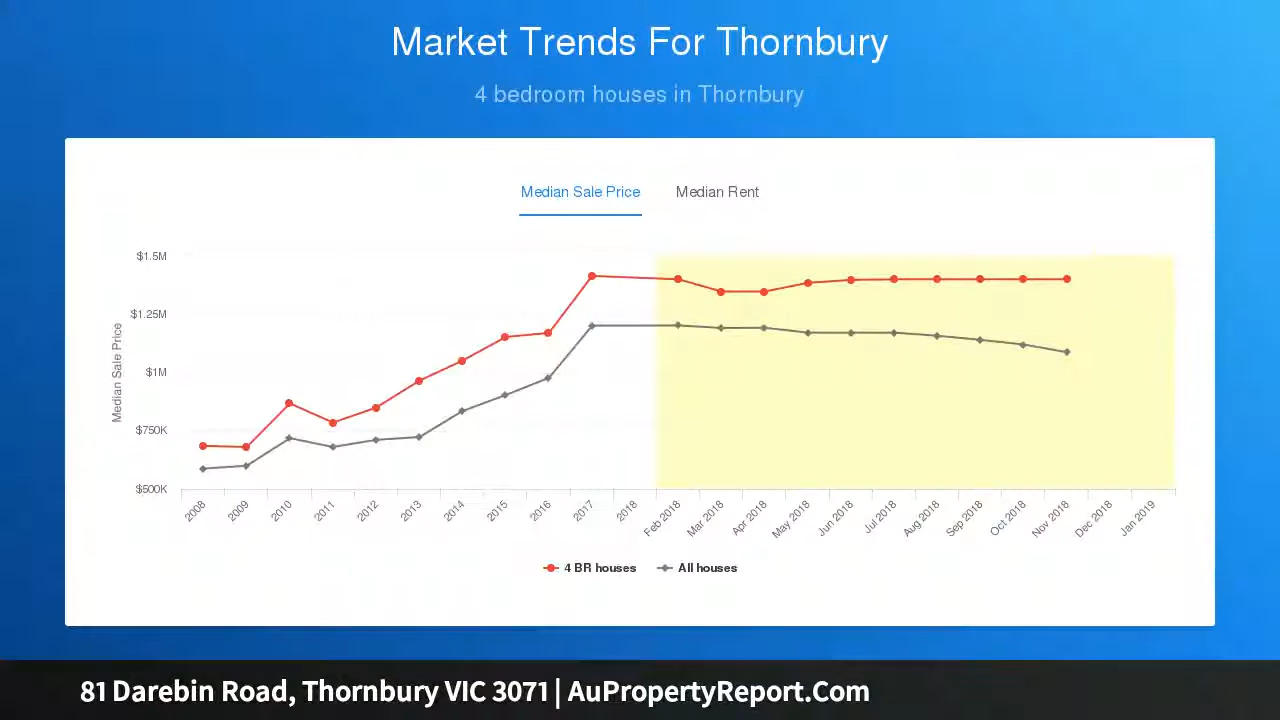 Market Trends For Thornbury
4 bedroom houses in Thornbury
Median Sale Price Median Rent
$1.5M
$1.25M
$1M
$750K
$500K
Median Sale Price
2008 2009 2010 2011 2012 2013 2014 2015 2016 2017 2018 Feb 2018 Mar 2018 Apr 2018 May 2018 Jun 2018 Jul 2018 Aug 2018 Sep 2018 Oct 2018 Nov 2018 Dec 2018 Jan 2019
4 BR houses All houses
81 Darebin Road, Thornbury VIC 3071 | AuPropertyReport.Com